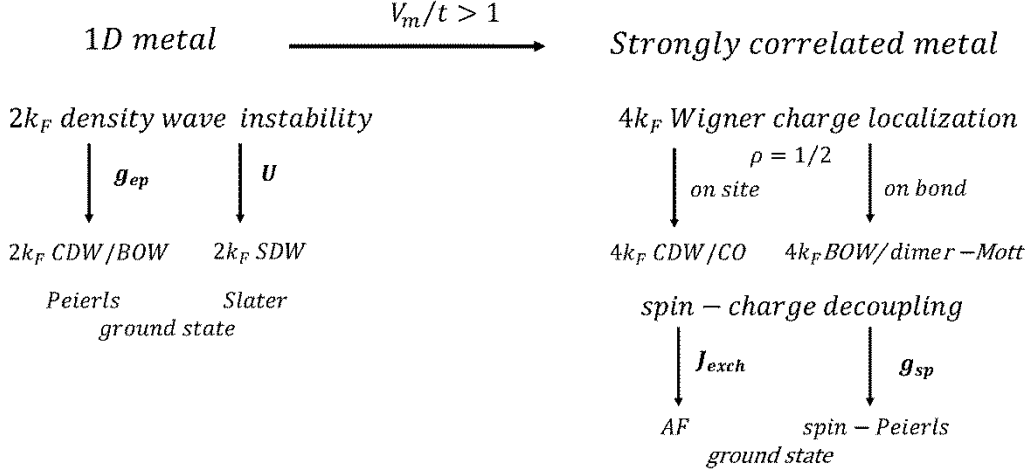 V_m/t > 1
1D metal
Strongly correlated metal
2k_F density wave instability
4k_F Wigner charge localization
ρ = 1/2
g_ep
U
on site
on bond
2k_F CDW/BOW
2k_F SDW
4k_F CDW/CO
4k_F BOW/dimer−Mott
Peierls
Slater
ground state
spin − charge decoupling
J_exch
g_sp
AF
spin − Peierls
ground state